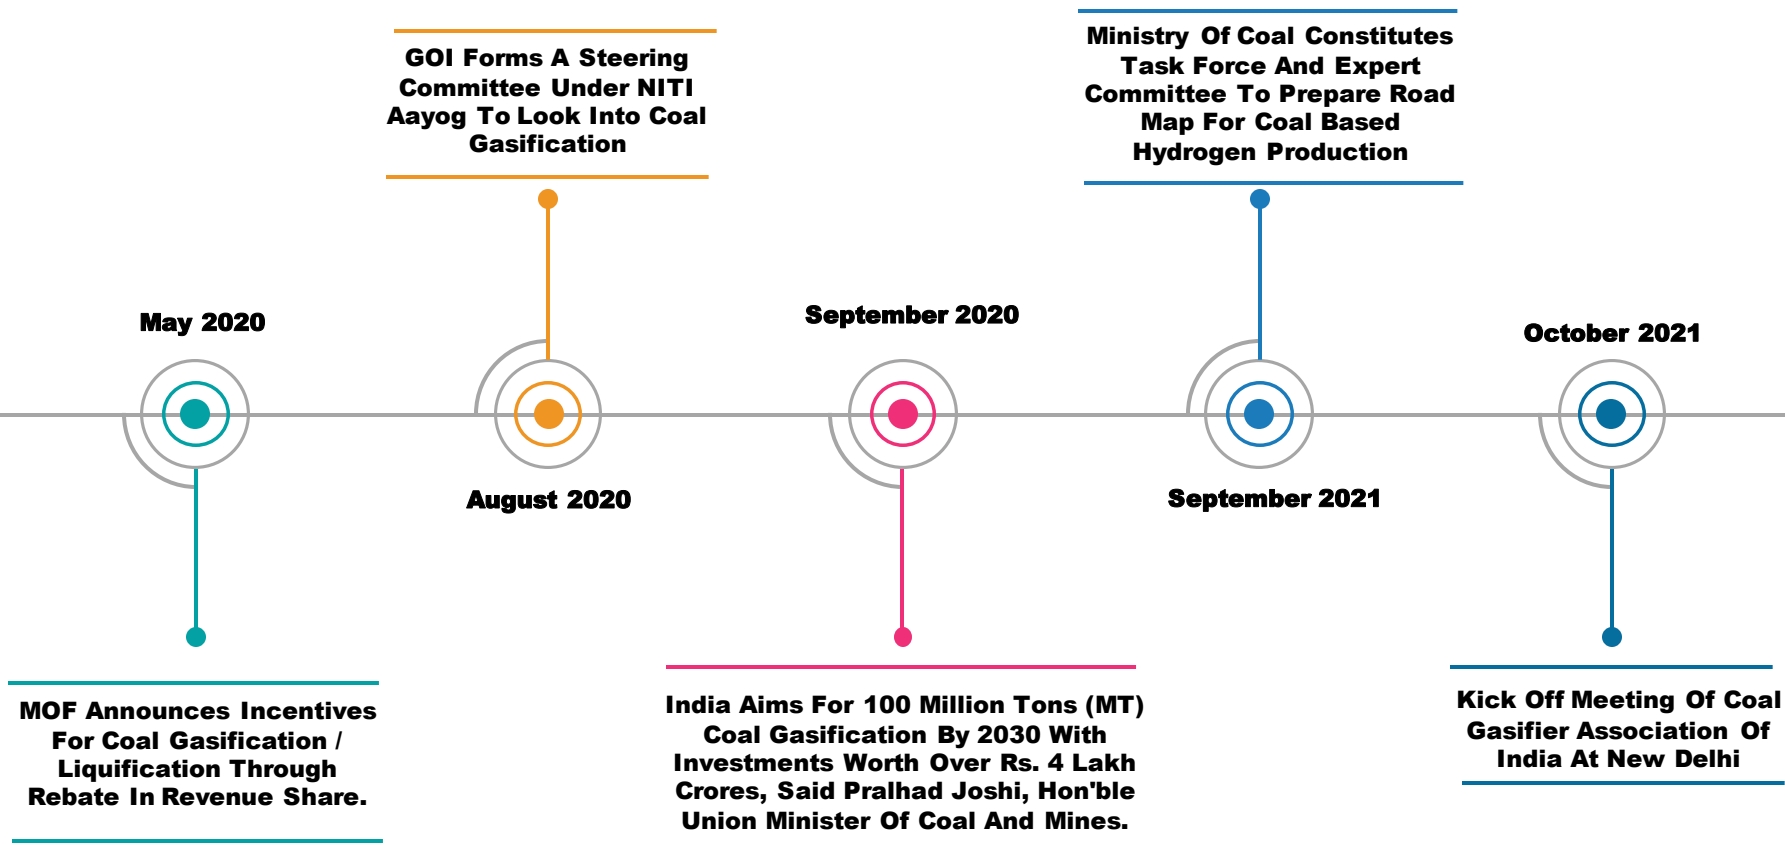 GOI Forms A Steering
Committee Under NITI
Aayog To Look Into Coal
Gasification
Ministry Of Coal Constitutes
Task Force And Expert
Committee To Prepare Road
Map For Coal Based
Hydrogen Production
May 2020
September 2020
October 2021
August 2020
September 2021
MOF Announces Incentives
For Coal Gasification /
Liquification Through
Rebate In Revenue Share.
India Aims For 100 Million Tons (MT)
Coal Gasification By 2030 With
Investments Worth Over Rs. 4 Lakh
Crores, Said Pralhad Joshi, Hon'ble
Union Minister Of Coal And Mines.
Kick Off Meeting Of Coal
Gasifier Association Of
India At New Delhi